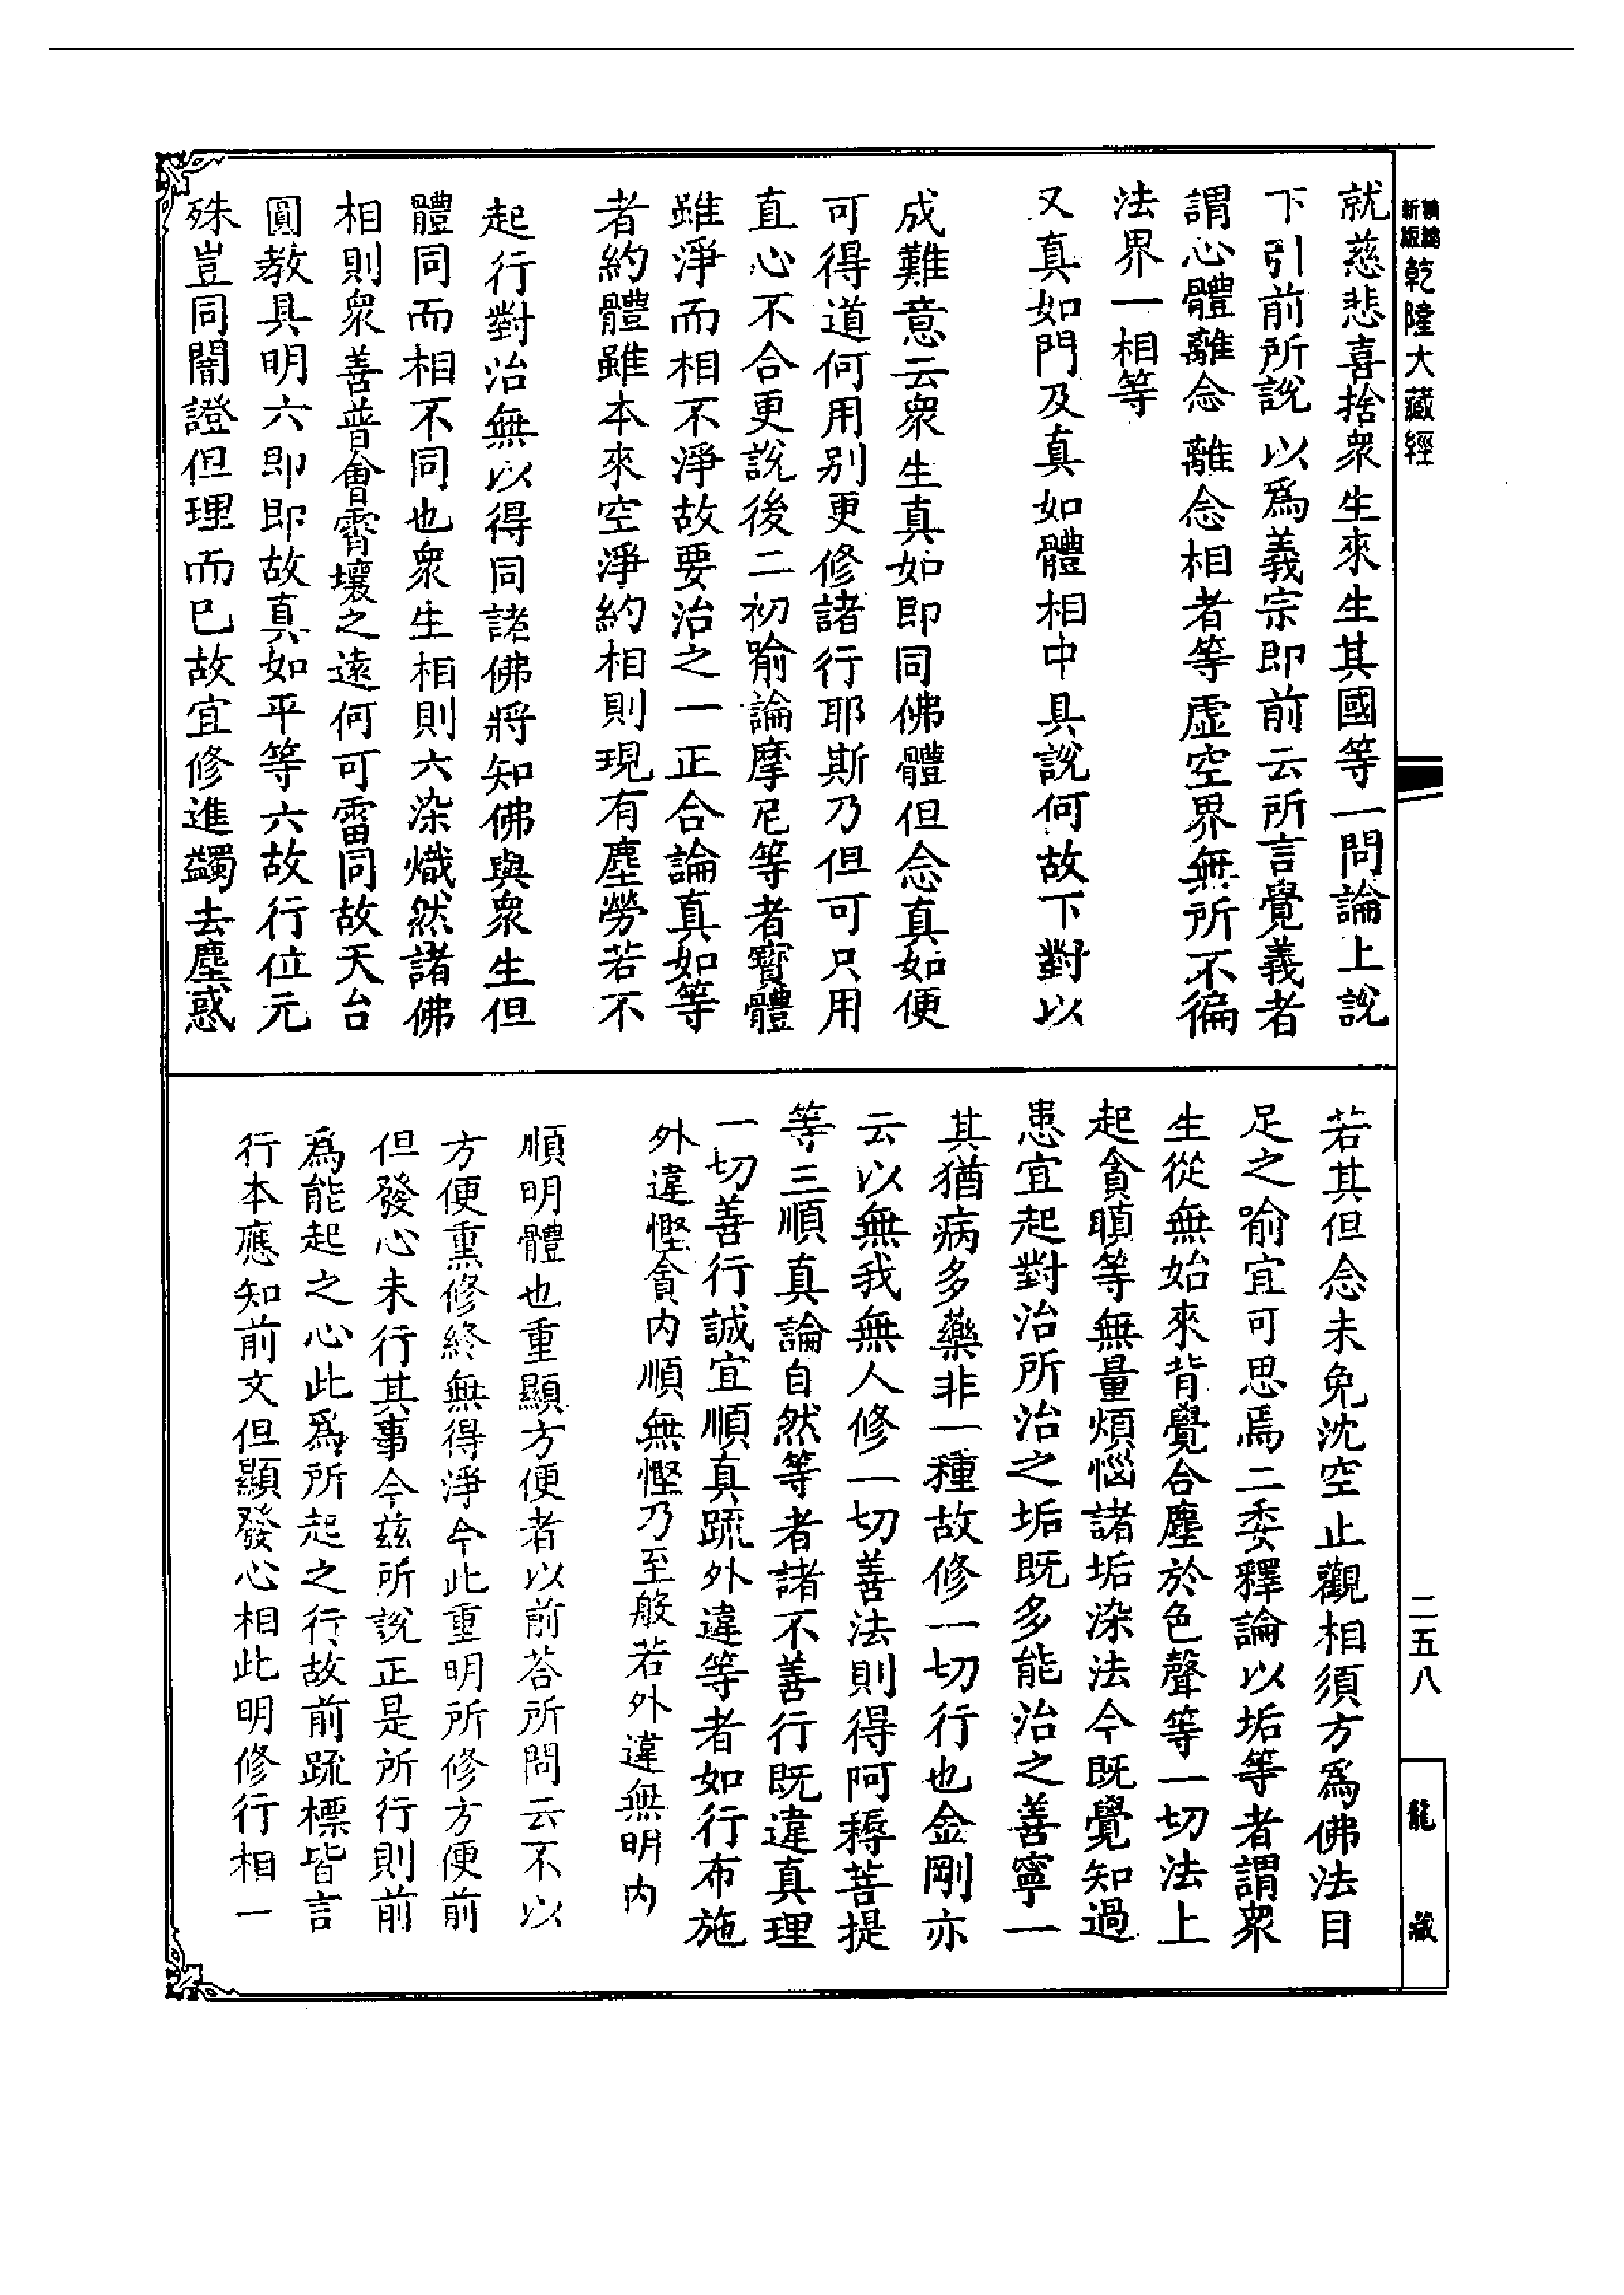 乾隆大藏經
就慈悲喜捨衆生來生其國等一問論上說
下引前所說以爲義宗即前云所言覺義者
謂心體離念離念相者等虛空界無所不徧
法界一相等
又真如門及真如體相中具說何故下對以
成難意云衆生真如即同佛體但念真如便
可得道何用别更修諸行耶斯乃但可只用
直心不合更說後二初喻論摩尼等者寶體
雖淨而相不淨故要治之一正合論真如等
者約體雖本來空淨約相則現有塵勞若不
起行對治無以得同諸佛將知佛與衆生但
體同而相不同也衆生相則六染熾然諸佛
相則衆善普會霄壤之遠何可雷同故天台
圓教具明六即即故真如平等六故行位元
殊豈同闇證但理而已故宜修進蠲去塵惑
若其但念未免沈空止觀相須方爲佛法目
足之喻宜可思焉二委釋論以垢等者謂衆
生從無始來背覺合塵於色聲等一切法上
起貪瞋等無量煩惱諸垢染法今既覺知過
患宜起對治所治之垢既多能治之善寧一
其猶病多藥非一種故修一切行也金剛亦
云以無我無人修一切善法則得阿耨菩提
等三順真論自然等者諸不善行既違真理
一切善行誠宜順真疏外違等者如行布施
外違慳貪内順無慳乃至般若外違無明内
順明體也重顯方便者以前荅所問云不以
方便熏修終無得淨今此重明所修方便前
但發心未行其事今兹所說正是所行則前
爲能起之心此爲所起之行故前疏標皆言
行本應知前文但顯發心相此明修行相一
二五八
龍藏